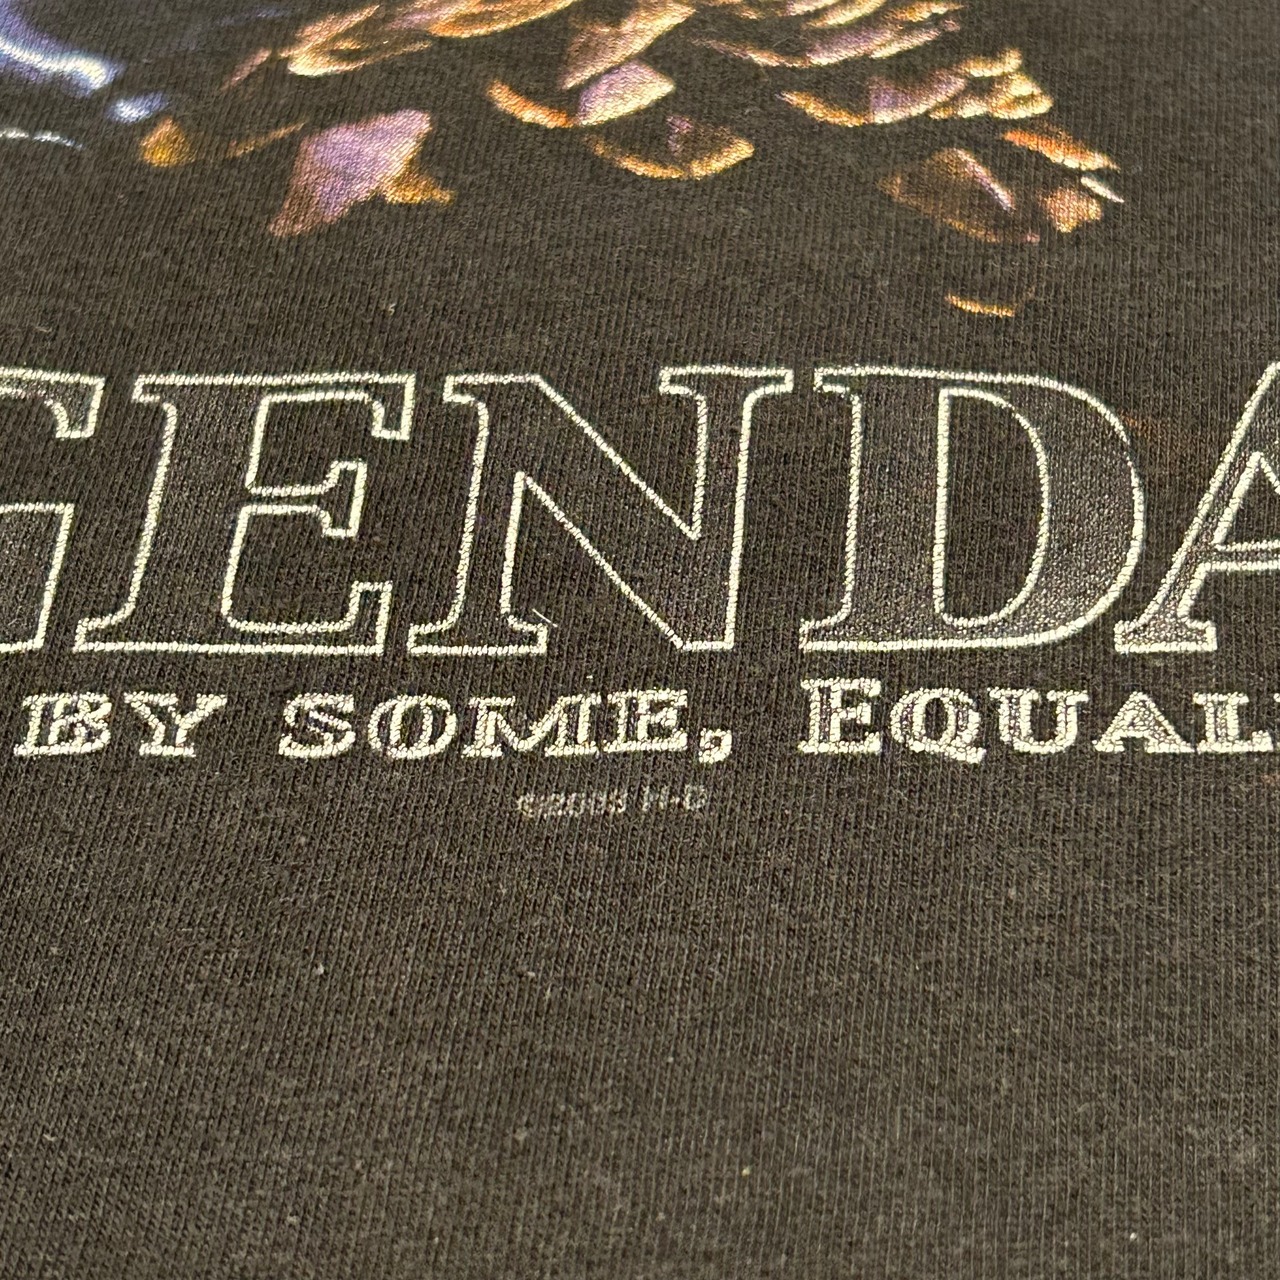 GENDA
BY SOME, EQUAL
H-D